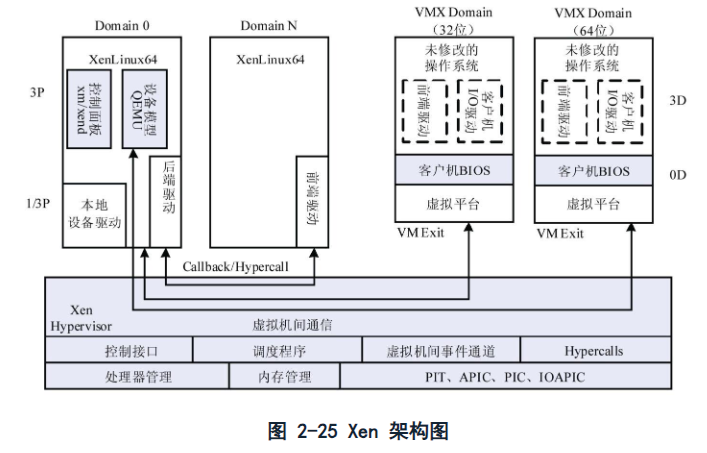 Domain 0
Domain N
VMX Domain
（32位）
VMX Domain
（64位）
XenLinux64
XenLinux64
未修改的
操作系统
未修改的
操作系统
3P
3D
控制面板
xm/xend
设备模型
QEMU
前端驱动
客户机
I/O驱动
前端驱动
客户机
I/O驱动
后端驱动
前端驱动
客户机BIOS
客户机BIOS
0D
1/3P
本地
设备驱动
虚拟平台
虚拟平台
VM Exit
VM Exit
Callback/Hypercall
Xen
Hypervisor
虚拟机间通信
控制接口
调度程序
虚拟机间事件通道
Hypercalls
处理器管理
内存管理
PIT、APIC、PIC、IOAPIC
图 2-25 Xen 架构图